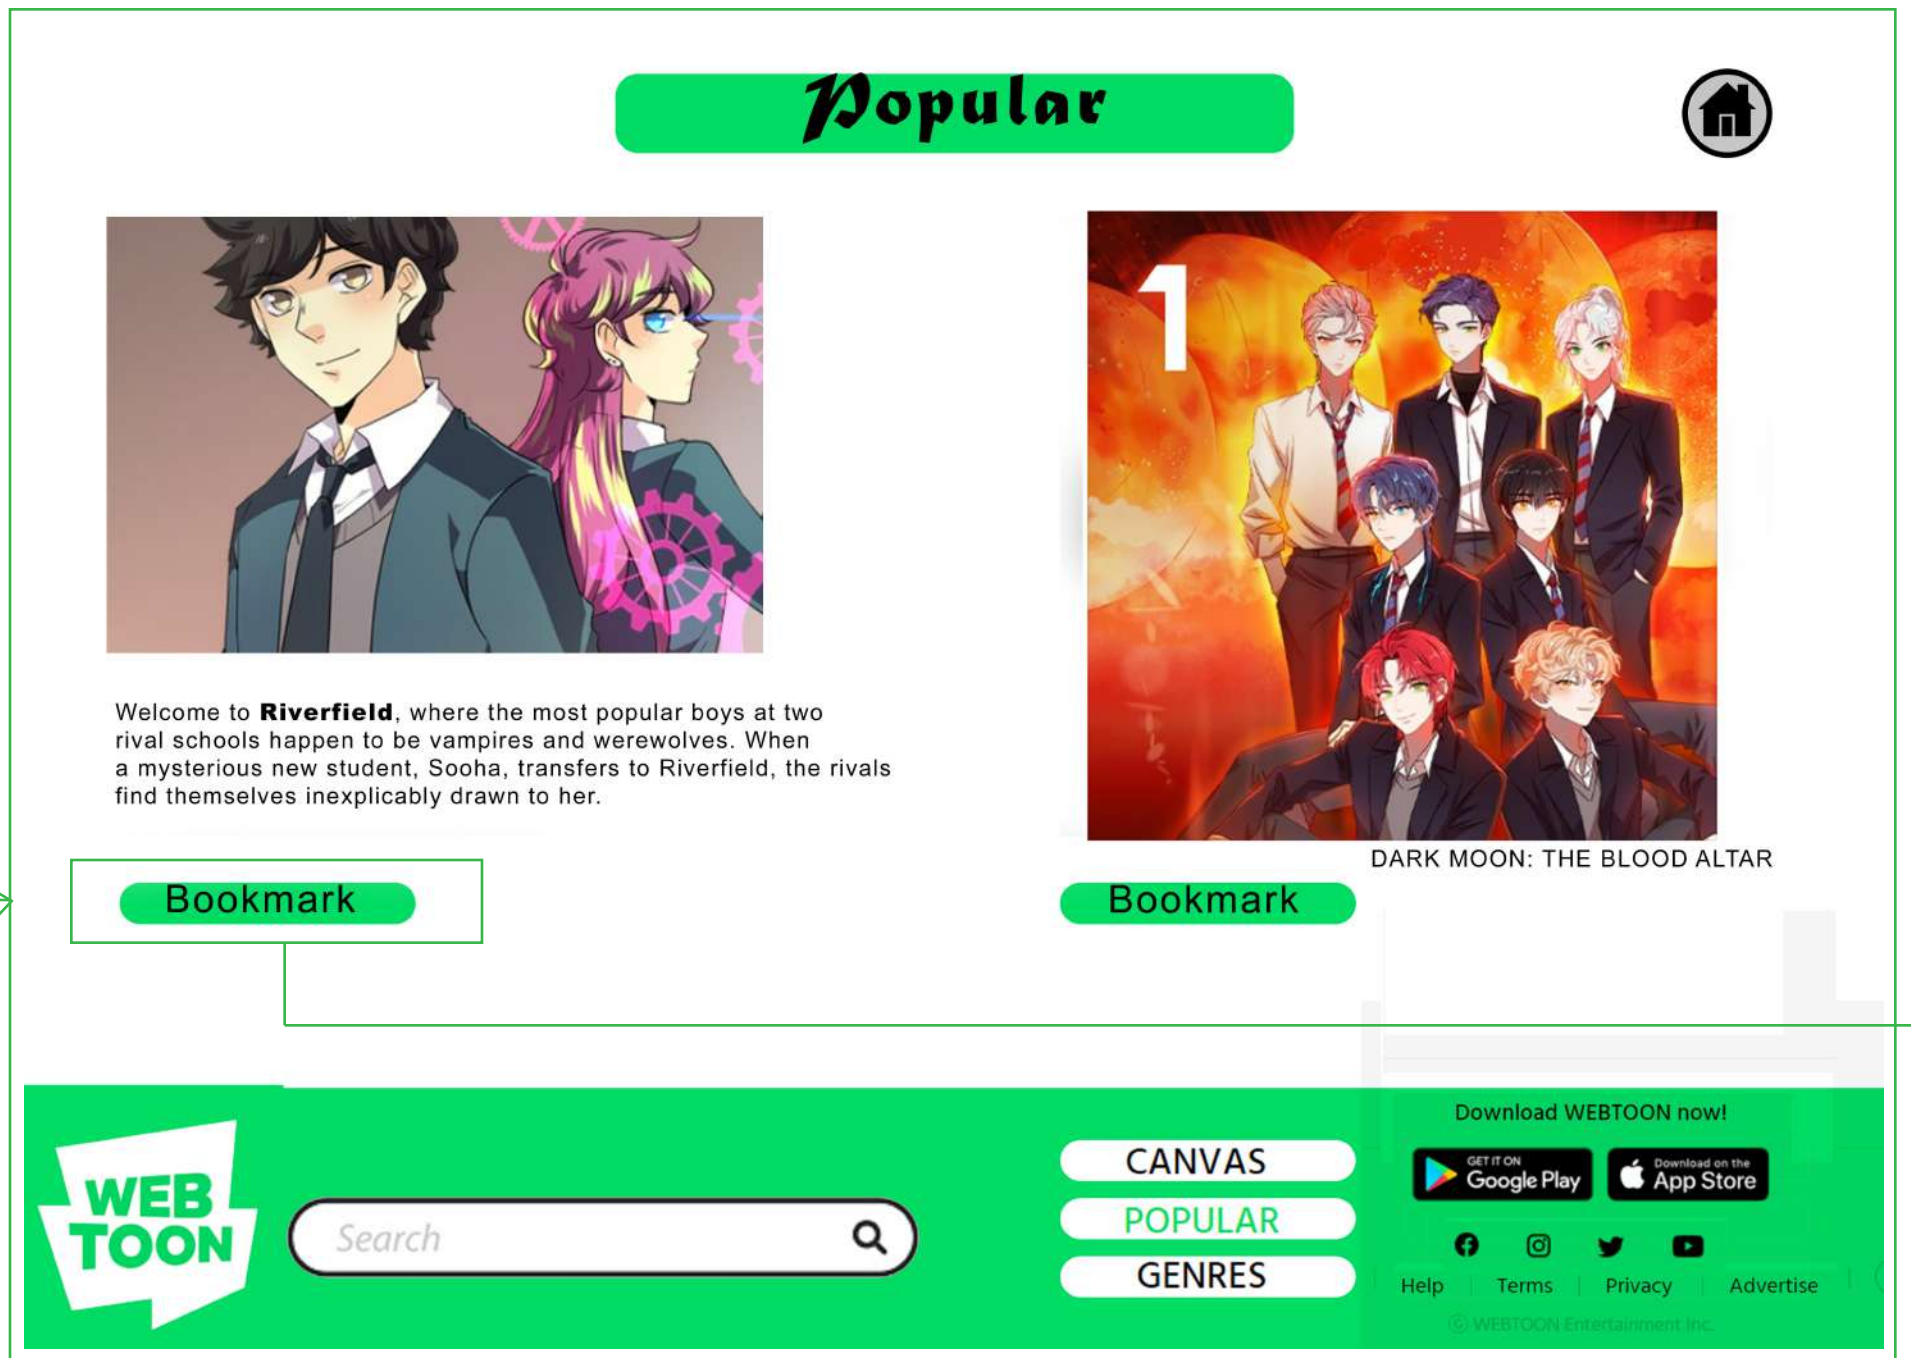 Popular
1
Welcome to Riverfield, where the most popular boys at two
rival schools happen to be vampires and werewolves. When
a mysterious new student, Sooha, transfers to Riverfield, the rivals
find themselves inexplicably drawn to her.
DARK MOON: THE BLOOD ALTAR
Bookmark
Bookmark
WEB
TOON
Search
CANVAS
POPULAR
GENRES
Download WEBTOON now!
GET IT ON
Google Play
Download on the
App Store
Help | Terms | Privacy | Advertise |
© WEBTOON Entertainment Inc.